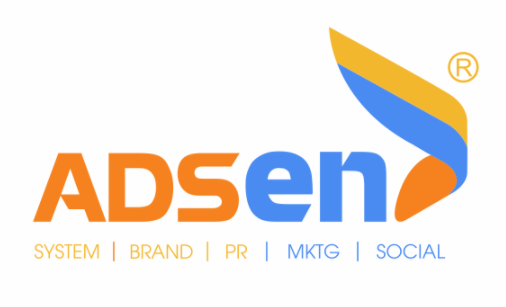 ®
ADSen
SYSTEM | BRAND | PR | MKTG | SOCIAL